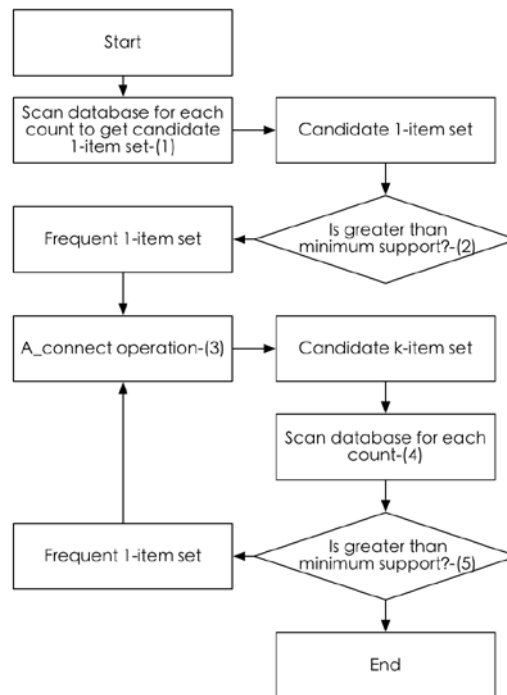 Start
Scan database for each
count to get candidate
1-item set-(1)
Candidate 1-item set
Is greater than
minimum support?-(2)
Frequent 1-item set
A_connect operation-(3)
Candidate k-item set
Scan database for each
count-(4)
Is greater than
minimum support?-(5)
Frequent 1-item set
End